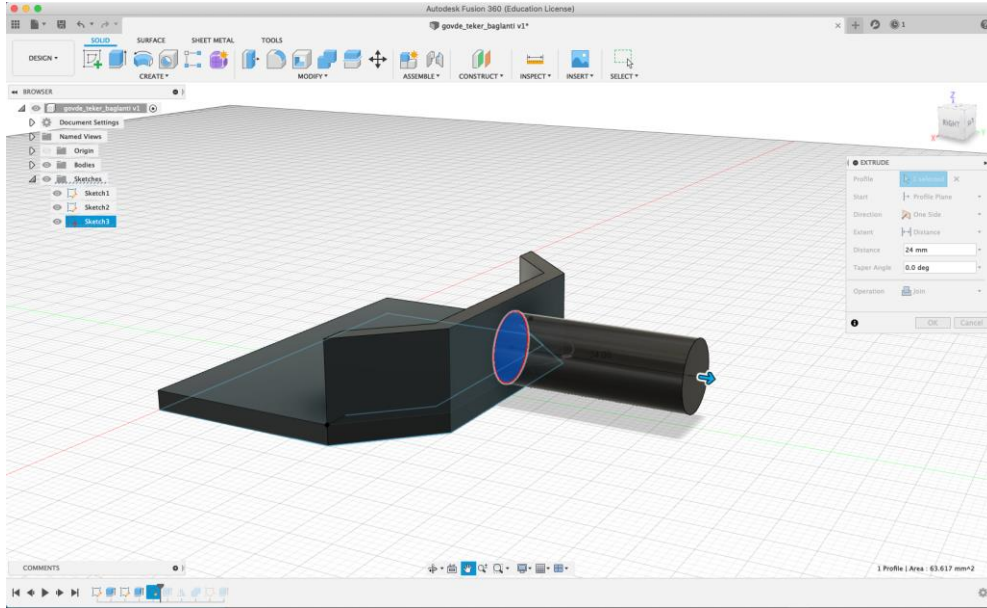 Autodesk Fusion 360 (Education License)
govde_teker_baglanti v1*
1
SOLID SURFACE SHEET METAL TOOLS
DESIGN
CREATE MODIFY ASSEMBLE CONSTRUCT INSPECT INSERT SELECT
BROWSER
govde_teker_baglanti v1
Document Settings
Named Views
Origin
Bodies
Sketches
Sketch1
Sketch2
Sketch3
Z
RIGHT
X
EXTRUDE
Profile 1 selected
Start Profile Plane
Direction One Side
Extent Distance
Distance 24 mm
Taper Angle 0.0 deg
Operation Join
OK Cancel
COMMENTS
1 Profile | Area : 63.617 mm^2